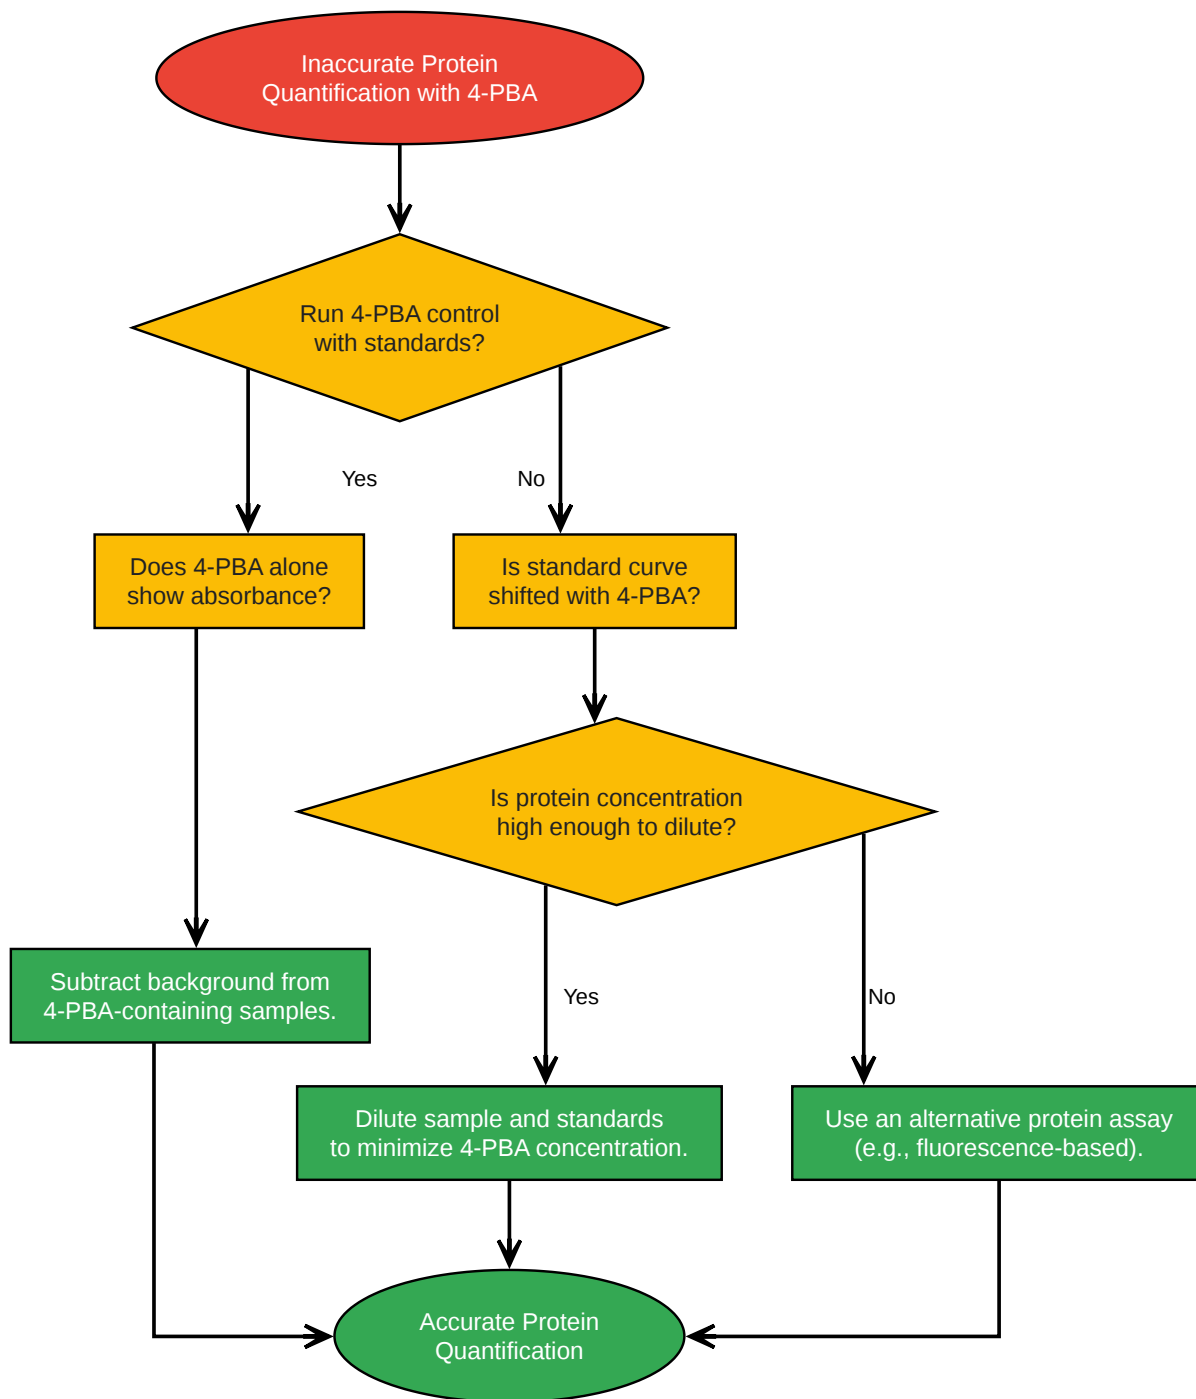 Inaccurate Protein
Quantification with 4-PBA
Run 4-PBA control
with standards?
Yes
No
Does 4-PBA alone
show absorbance?
Is standard curve
shifted with 4-PBA?
Is protein concentration
high enough to dilute?
Subtract background from
4-PBA-containing samples.
Yes
No
Dilute sample and standards
to minimize 4-PBA concentration.
Use an alternative protein assay
(e.g., fluorescence-based).
Accurate Protein
Quantification